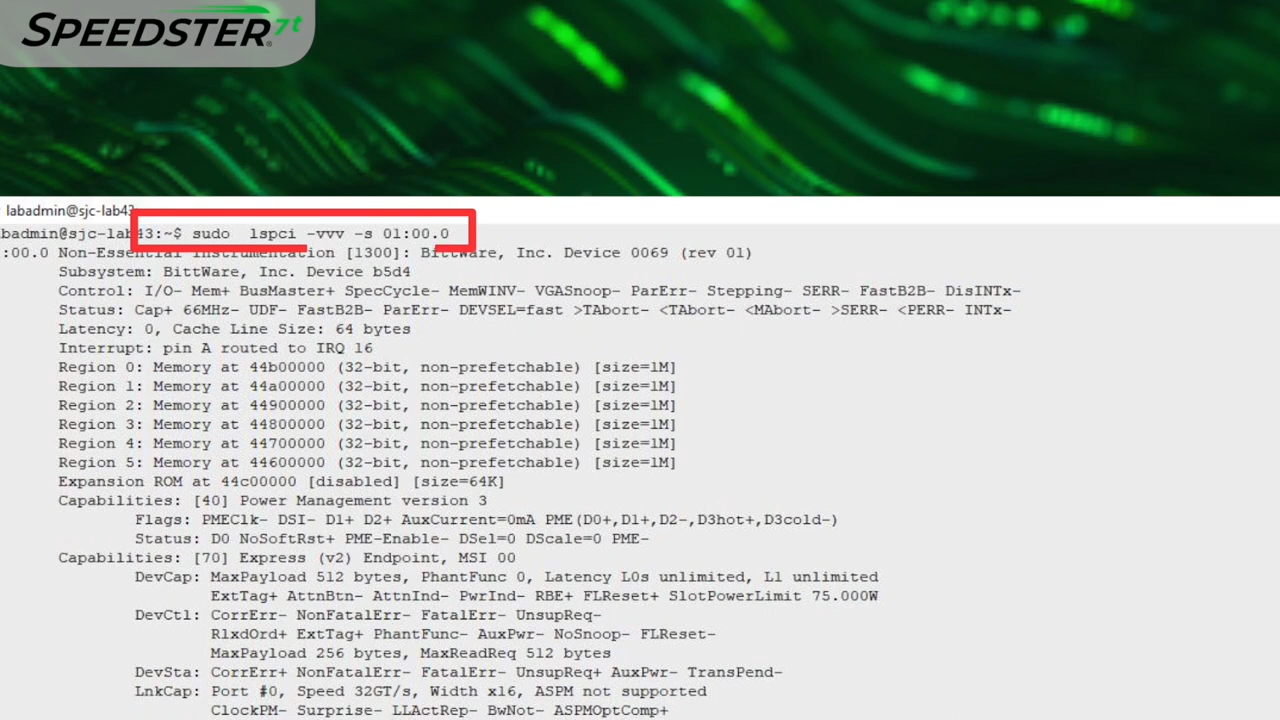 SPEEDSTER® 7t
labadmin@sjc-lab43
badmin@sjc-lab43:~$ sudo  lspci -vvv -s 01:00.0
:00.0 Non-Essential Instrumentation [1300]: BittWare, Inc. Device 0069 (rev 01)
Subsystem: BittWare, Inc. Device b5d4
Control: I/O- Mem+ BusMaster+ SpecCycle- MemWINV- VGASnoop- ParErr- Stepping- SERR- FastB2B- DisINTx-
Status: Cap+ 66MHz- UDF- FastB2B- ParErr- DEVSEL=fast >TAbort- <TAbort- <MAbort- >SERR- <PERR- INTx-
Latency: 0, Cache Line Size: 64 bytes
Interrupt: pin A routed to IRQ 16
Region 0: Memory at 44b00000 (32-bit, non-prefetchable) [size=1M]
Region 1: Memory at 44a00000 (32-bit, non-prefetchable) [size=1M]
Region 2: Memory at 44900000 (32-bit, non-prefetchable) [size=1M]
Region 3: Memory at 44800000 (32-bit, non-prefetchable) [size=1M]
Region 4: Memory at 44700000 (32-bit, non-prefetchable) [size=1M]
Region 5: Memory at 44600000 (32-bit, non-prefetchable) [size=1M]
Expansion ROM at 44c00000 [disabled] [size=64K]
Capabilities: [40] Power Management version 3
Flags: PMEClk- DSI- D1+ D2+ AuxCurrent=0mA PME(D0+,D1+,D2-,D3hot+,D3cold-)
Status: D0 NoSoftRst+ PME-Enable- DSel=0 DScale=0 PME-
Capabilities: [70] Express (v2) Endpoint, MSI 00
DevCap: MaxPayload 512 bytes, PhantFunc 0, Latency L0s unlimited, L1 unlimited
ExtTag+ AttnBtn- AttnInd- PwrInd- RBE+ FLReset+ SlotPowerLimit 75.000W
DevCtl: CorrErr- NonFatalErr- FatalErr- UnsupReq-
RlxdOrd+ ExtTag+ PhantFunc- AuxPwr- NoSnoop- FLReset-
MaxPayload 256 bytes, MaxReadReq 512 bytes
DevSta: CorrErr+ NonFatalErr- FatalErr- UnsupReq+ AuxPwr- TransPend-
LnkCap: Port #0, Speed 32GT/s, Width x16, ASPM not supported
ClockPM- Surprise- LLActRep- BwNot- ASPMOptComp+